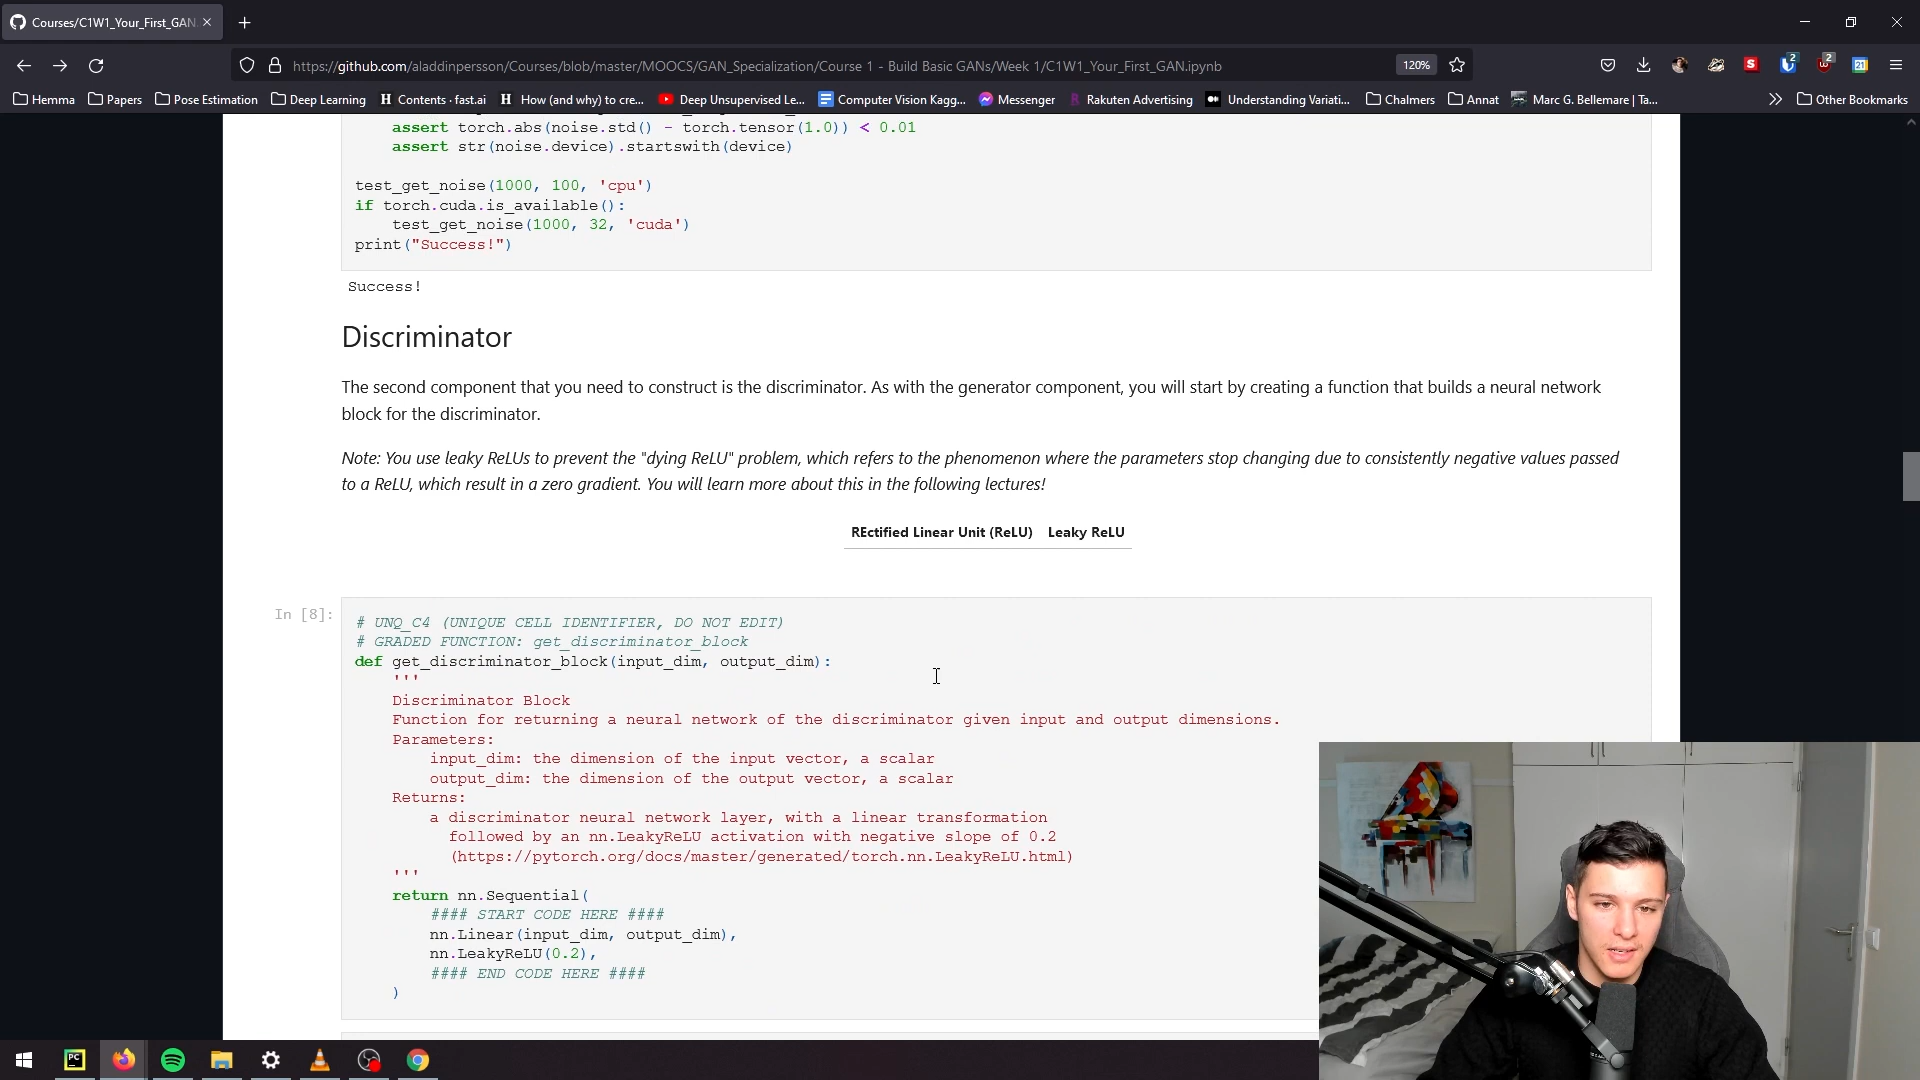 Courses/C1W1_Your_First_GAN
https://github.com/aladdinpersson/Courses/blob/master/MOOCS/GAN_Specialization/Course 1 - Build Basic GANs/Week 1/C1W1_Your_First_GAN.ipynb
120%
S
2
2
21
Hemma
Papers
Pose Estimation
Deep Learning
H Contents · fast.ai
H How (and why) to cre...
Deep Unsupervised Le...
Computer Vision Kagg...
Messenger
R Rakuten Advertising
Understanding Variati...
Chalmers
Annat
Marc G. Bellemare | Ta...
Other Bookmarks
assert torch.abs(noise.std() - torch.tensor(1.0)) < 0.01
assert str(noise.device).startswith(device)
test_get_noise(1000, 100, 'cpu')
if torch.cuda.is_available():
test_get_noise(1000, 32, 'cuda')
print("Success!")
Success!
Discriminator
The second component that you need to construct is the discriminator. As with the generator component, you will start by creating a function that builds a neural network
block for the discriminator.
Note: You use leaky ReLUs to prevent the "dying ReLU" problem, which refers to the phenomenon where the parameters stop changing due to consistently negative values passed
to a ReLU, which result in a zero gradient. You will learn more about this in the following lectures!
REctified Linear Unit (ReLU) Leaky ReLU
In [8]:
# UNQ_C4 (UNIQUE CELL IDENTIFIER, DO NOT EDIT)
# GRADED FUNCTION: get_discriminator_block
def get_discriminator_block(input_dim, output_dim):
'''
Discriminator Block
Function for returning a neural network of the discriminator given input and output dimensions.
Parameters:
input_dim: the dimension of the input vector, a scalar
output_dim: the dimension of the output vector, a scalar
Returns:
a discriminator neural network layer, with a linear transformation
followed by an nn.LeakyReLU activation with negative slope of 0.2
(https://pytorch.org/docs/master/generated/torch.nn.LeakyReLU.html)
'''
return nn.Sequential(
#### START CODE HERE ####
nn.Linear(input_dim, output_dim),
nn.LeakyReLU(0.2),
#### END CODE HERE ####
)
PC